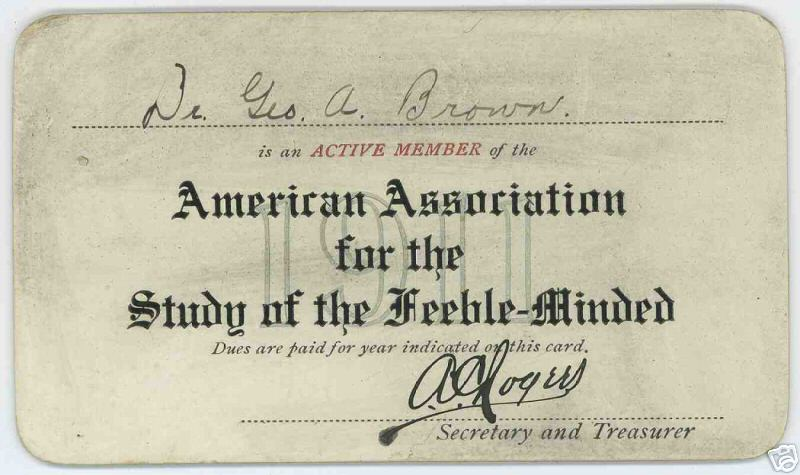 Dr. Geo. A. Brown.
is an ACTIVE MEMBER of the
American Association
for the
Study of the Feeble-Minded
1911
Dues are paid for year indicated on this card.
A.C. Rogers
Secretary and Treasurer